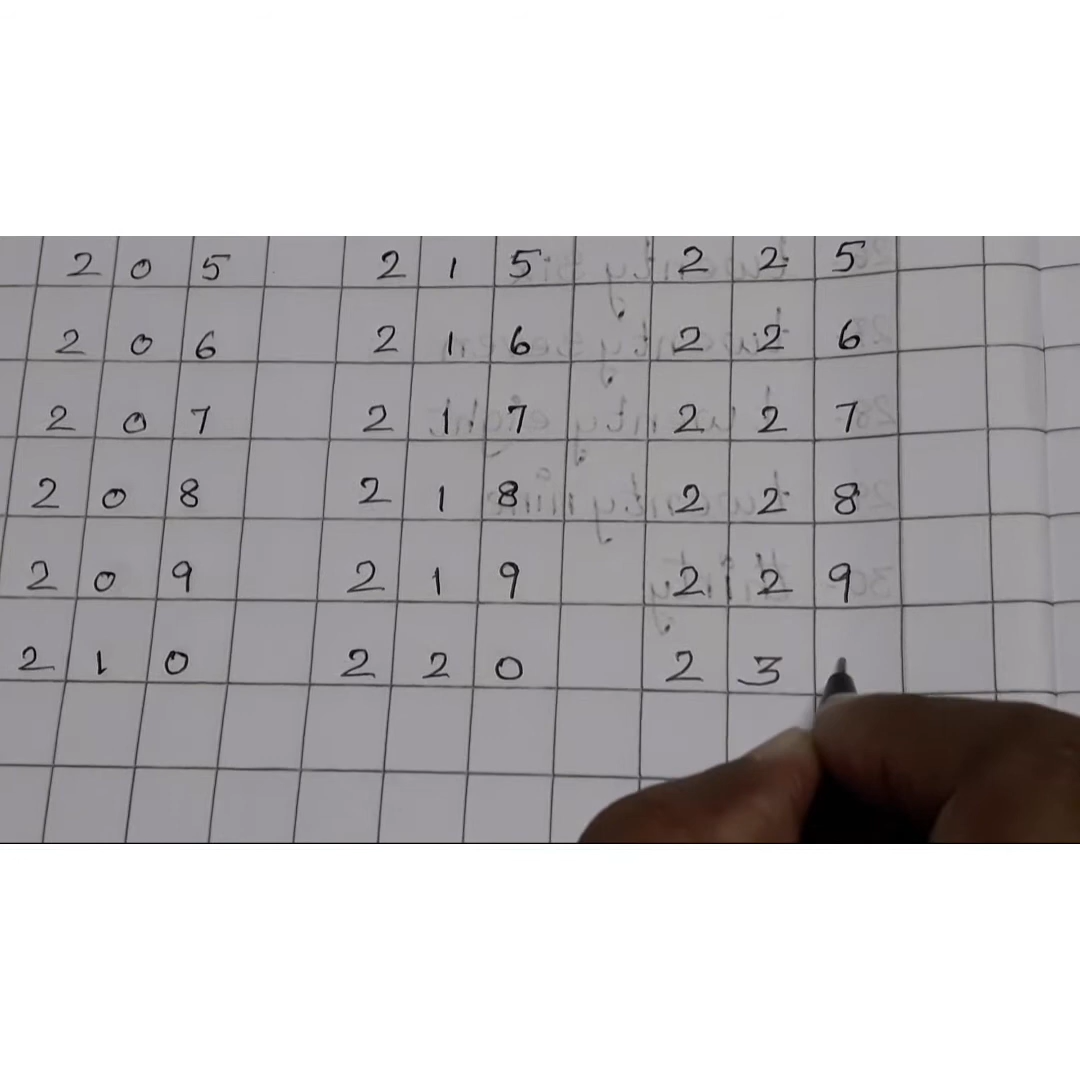 2 0 5 2 1 5 2 2 5
2 0 6 2 1 6 2 2 6
2 0 7 2 1 7 2 2 7
2 0 8 2 1 8 2 2 8
2 0 9 2 1 9 2 2 9
2 1 0 2 2 0 2 3